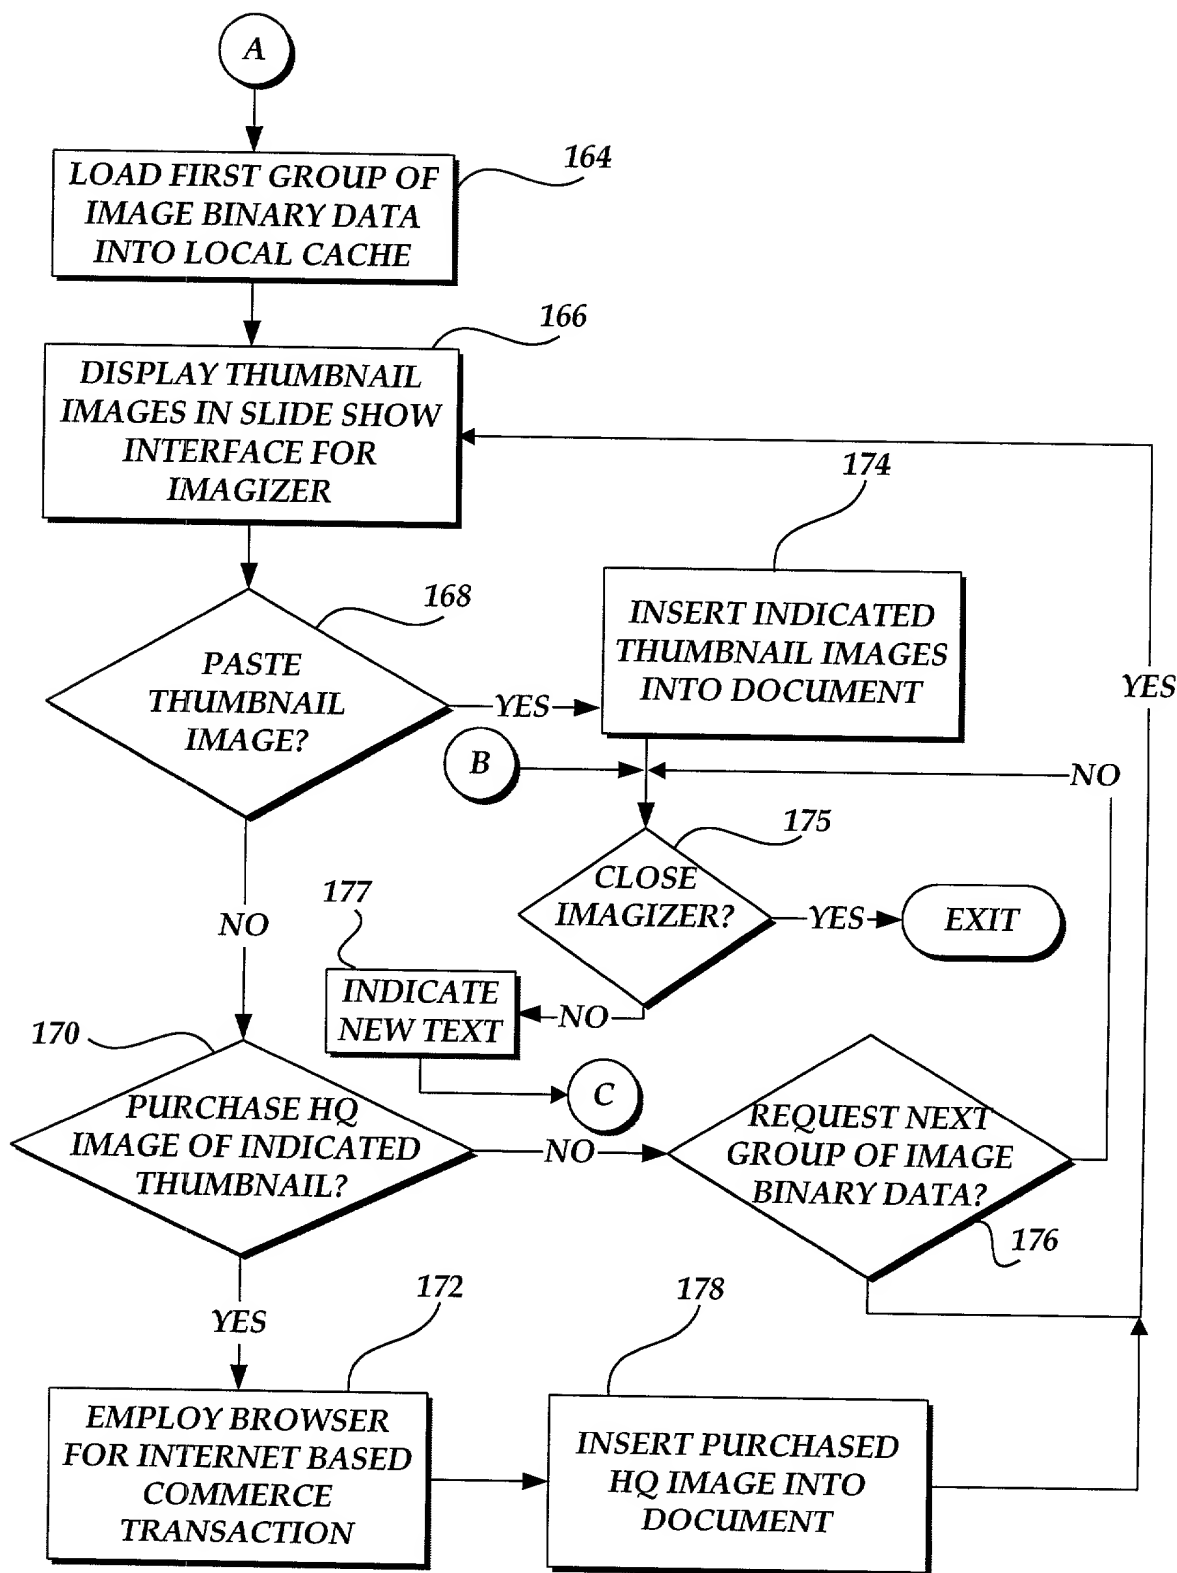 A
164
LOAD FIRST GROUP OF
IMAGE BINARY DATA
INTO LOCAL CACHE
166
DISPLAY THUMBNAIL
IMAGES IN SLIDE SHOW
INTERFACE FOR
IMAGIZER
174
168
INSERT INDICATED
THUMBNAIL IMAGES
INTO DOCUMENT
PASTE
THUMBNAIL
IMAGE?
YES
YES
B
NO
175
CLOSE
IMAGIZER?
YES
EXIT
177
NO
INDICATE
NEW TEXT
NO
170
C
PURCHASE HQ
IMAGE OF INDICATED
THUMBNAIL?
NO
REQUEST NEXT
GROUP OF IMAGE
BINARY DATA?
176
YES
172
178
EMPLOY BROWSER
FOR INTERNET BASED
COMMERCE
TRANSACTION
INSERT PURCHASED
HQ IMAGE INTO
DOCUMENT